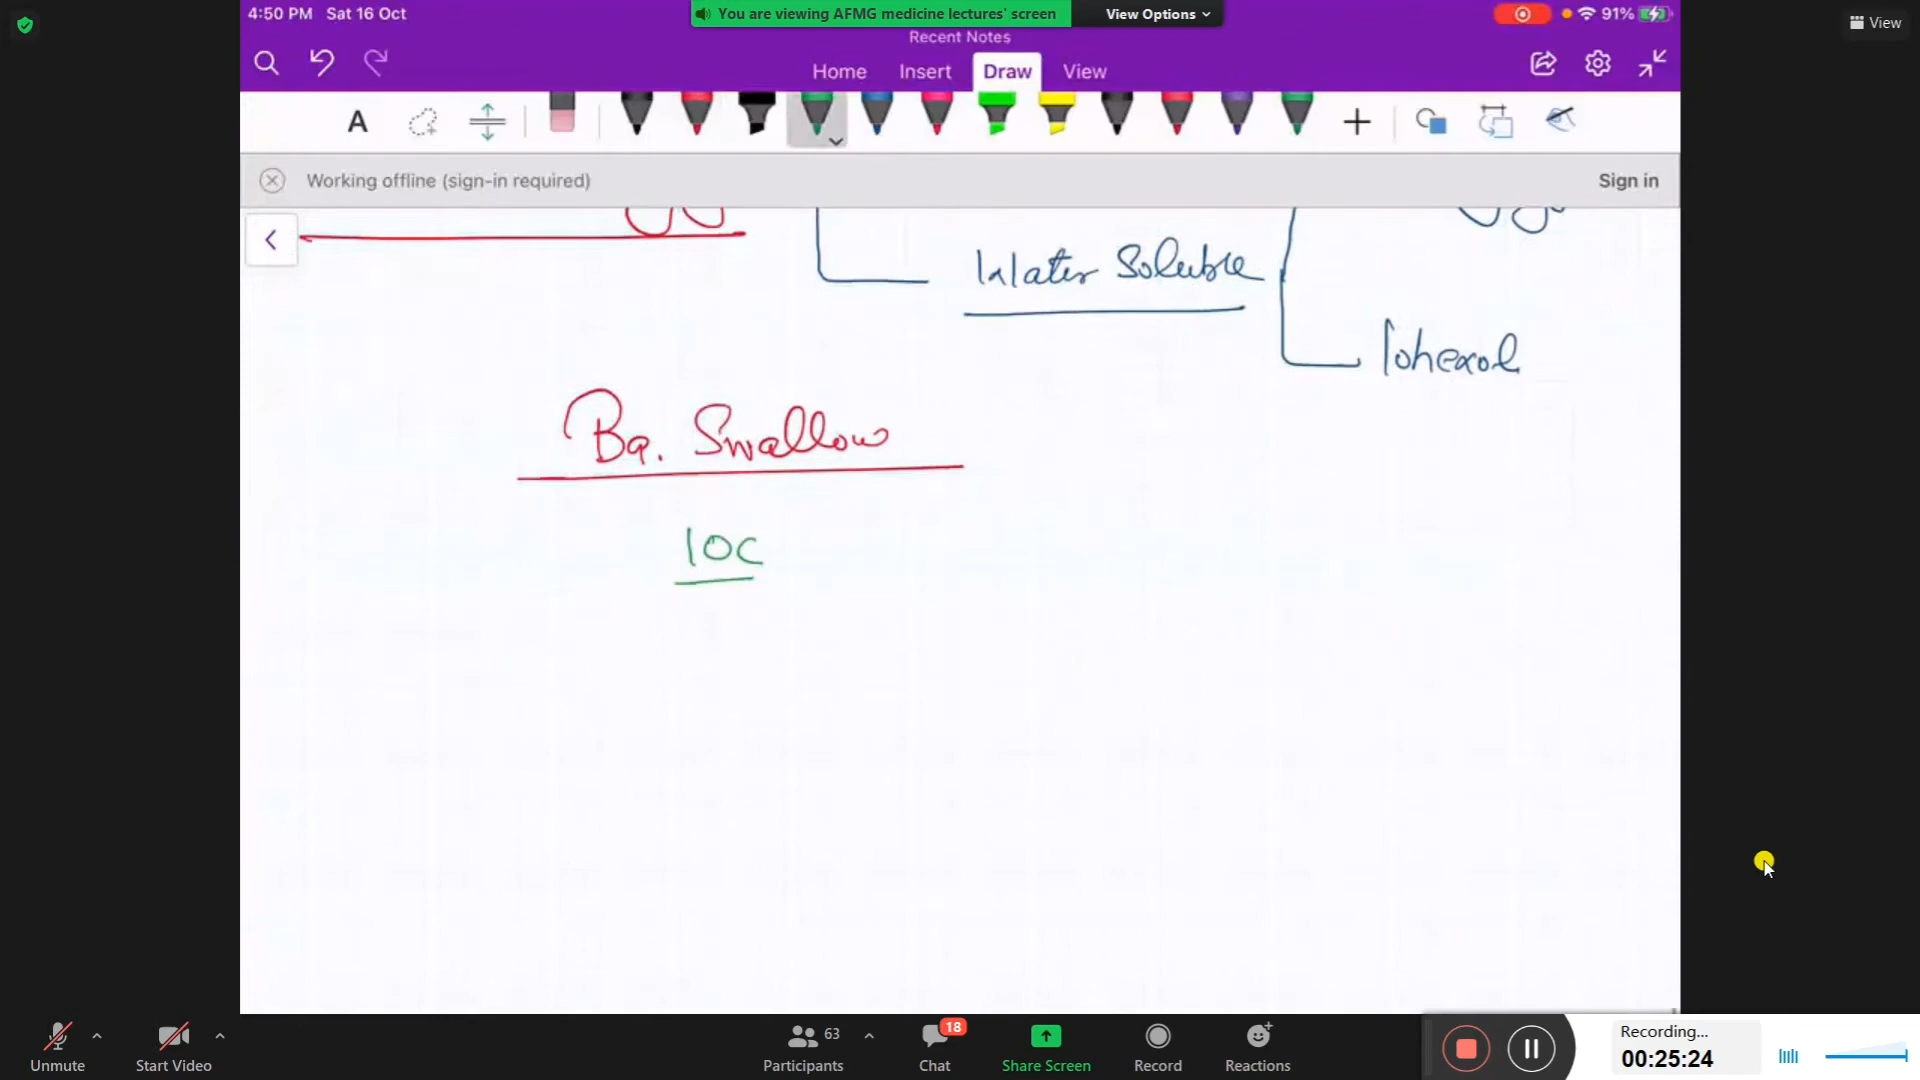 4:50 PM Sat 16 Oct
You are viewing AFMG medicine lectures' screen
View Options
91%
View
Recent Notes
Home Insert Draw View
A
Working offline (sign-in required)
Sign in
Water Soluble
Iohexol
Ba. Swallow
IOC
Unmute
Start Video
Participants
63
Chat
18
Share Screen
Record
Reactions
Recording...
00:25:24